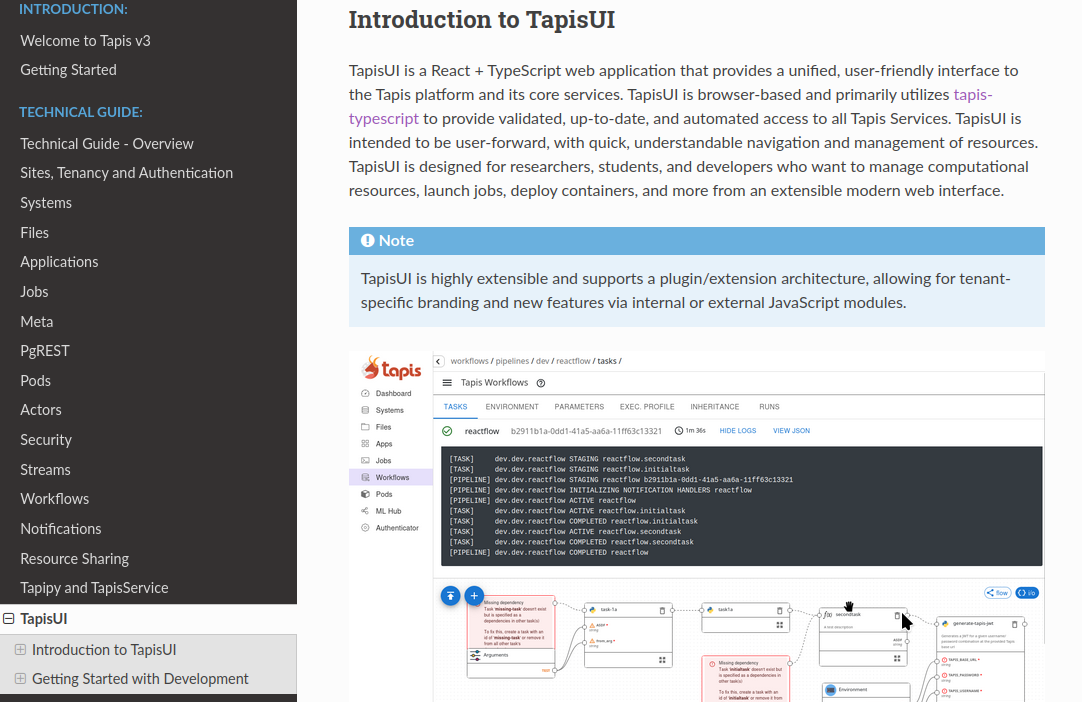 INTRODUCTION:
Welcome to Tapis v3
Getting Started
TECHNICAL GUIDE:
Technical Guide - Overview
Sites, Tenancy and Authentication
Systems
Files
Applications
Jobs
Meta
PgREST
Pods
Actors
Security
Streams
Workflows
Notifications
Resource Sharing
Tapipy and TapisService
TapisUI
Introduction to TapisUI
Getting Started with Development
Introduction to TapisUI
TapisUI is a React + TypeScript web application that provides a unified, user-friendly interface to
the Tapis platform and its core services. TapisUI is browser-based and primarily utilizes tapis-
typescript to provide validated, up-to-date, and automated access to all Tapis Services. TapisUI is
intended to be user-forward, with quick, understandable navigation and management of resources.
TapisUI is designed for researchers, students, and developers who want to manage computational
resources, launch jobs, deploy containers, and more from an extensible modern web interface.
Note
TapisUI is highly extensible and supports a plugin/extension architecture, allowing for tenant-
specific branding and new features via internal or external JavaScript modules.
tapis
Dashboard
Systems
Files
Apps
Jobs
Workflows
Pods
ML Hub
Authenticator
workflows / pipelines / dev / reactflow / tasks /
Tapis Workflows
TASKS ENVIRONMENT PARAMETERS EXEC. PROFILE INHERITANCE RUNS
reactflow b2911b1a-0dd1-41a5-aa6a-11ff63c13321 1m 36s HIDE LOGS VIEW JSON
[TASK] dev.dev.reactflow STAGING reactflow.secondtask
[TASK] dev.dev.reactflow STAGING reactflow.initialtask
[PIPELINE] dev.dev.reactflow STAGING reactflow b2911b1a-0dd1-41a5-aa6a-11ff63c13321
[PIPELINE] dev.dev.reactflow INITIALIZING NOTIFICATION HANDLERS reactflow
[PIPELINE] dev.dev.reactflow ACTIVE reactflow
[TASK] dev.dev.reactflow ACTIVE reactflow.initialtask
[TASK] dev.dev.reactflow COMPLETED reactflow.initialtask
[TASK] dev.dev.reactflow ACTIVE reactflow.secondtask
[TASK] dev.dev.reactflow COMPLETED reactflow.secondtask
[PIPELINE] dev.dev.reactflow COMPLETED reactflow
flow
i/o
Missing dependency
Task 'missing-task' doesn't exist
but is specified as a
dependencies in other task(s)
To fix this, create a task with an
id of 'missing-task' or remove it
from all other tasks
Arguments
task-1a
task1a
Missing dependency
Task 'initialtask' doesn't exist
but is specified as a
dependencies in other
task(s)
To fix this, create a task with an
id of 'initialtask' or remove it from
secondtask
Environment
generate-tapis-jwt
TAPIS_BASE_URL*
string
TAPIS_PASSWORD*
string
TAPIS_USERNAME*
string